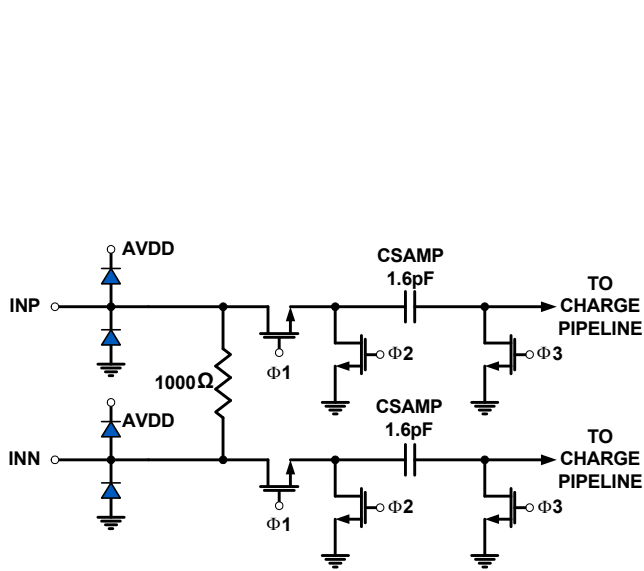 AVDD
CSAMP
1.6pF
TO
CHARGE
PIPELINE
INP
Φ2
Φ3
Φ1
1000Ω
AVDD
CSAMP
1.6pF
TO
CHARGE
PIPELINE
INN
Φ2
Φ3
Φ1